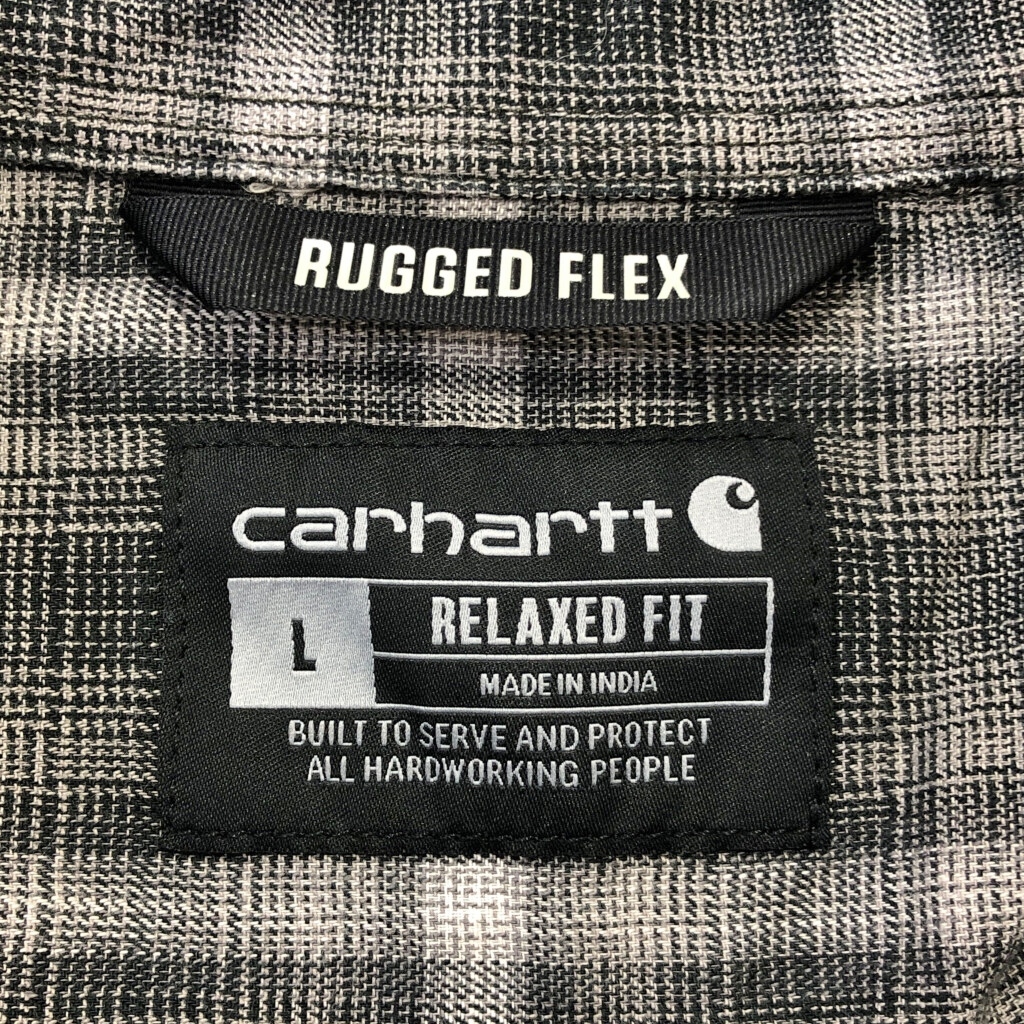 RUGGED FLEX
carhartt
L
RELAXED FIT
MADE IN INDIA
BUILT TO SERVE AND PROTECT
ALL HARDWORKING PEOPLE